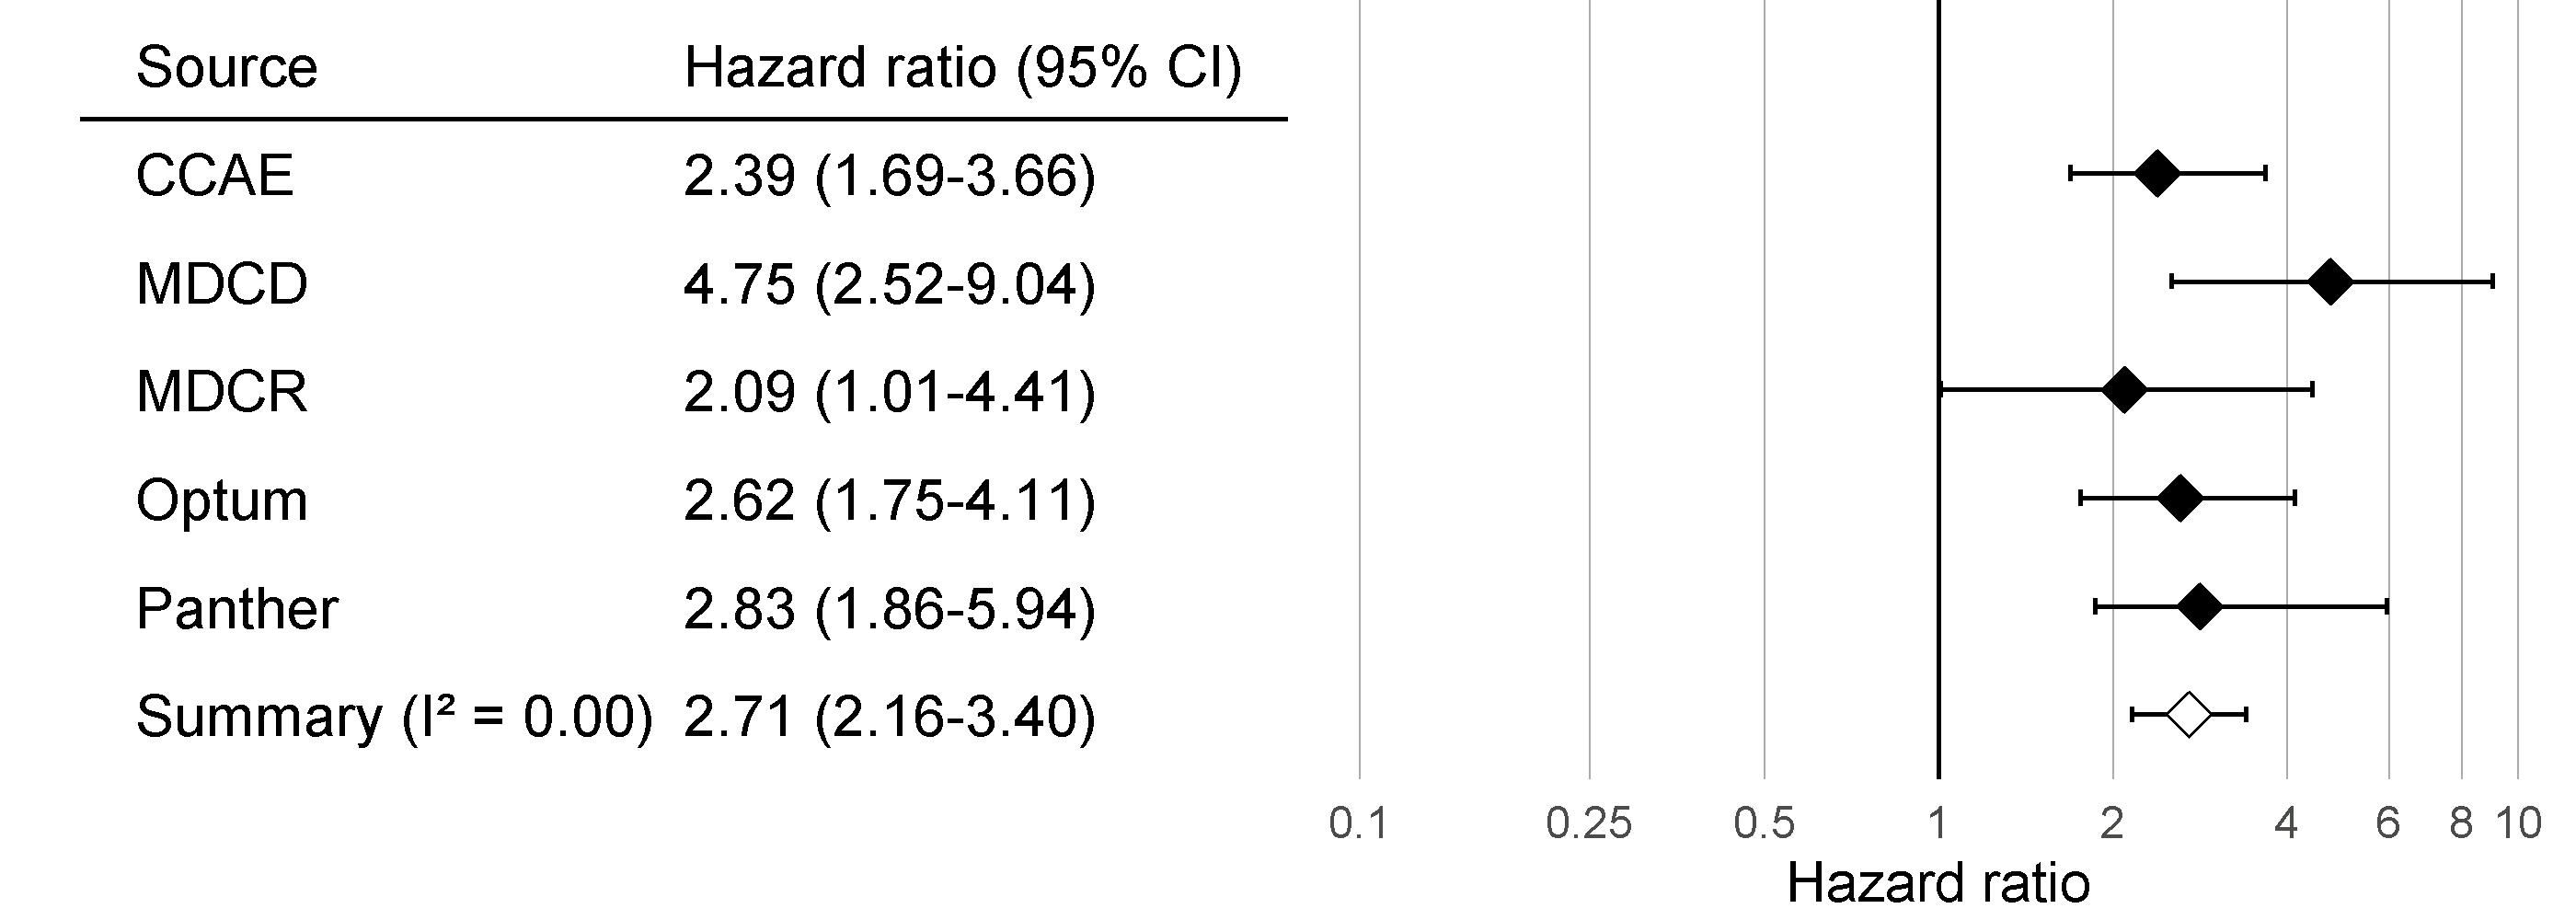 Source Hazard ratio (95% CI)
CCAE 2.39 (1.69-3.66)
MDCD 4.75 (2.52-9.04)
MDCR 2.09 (1.01-4.41)
Optum 2.62 (1.75-4.11)
Panther 2.83 (1.86-5.94)
Summary (I² = 0.00) 2.71 (2.16-3.40)
0.1 0.25 0.5 1 2 4 6 8 10
Hazard ratio